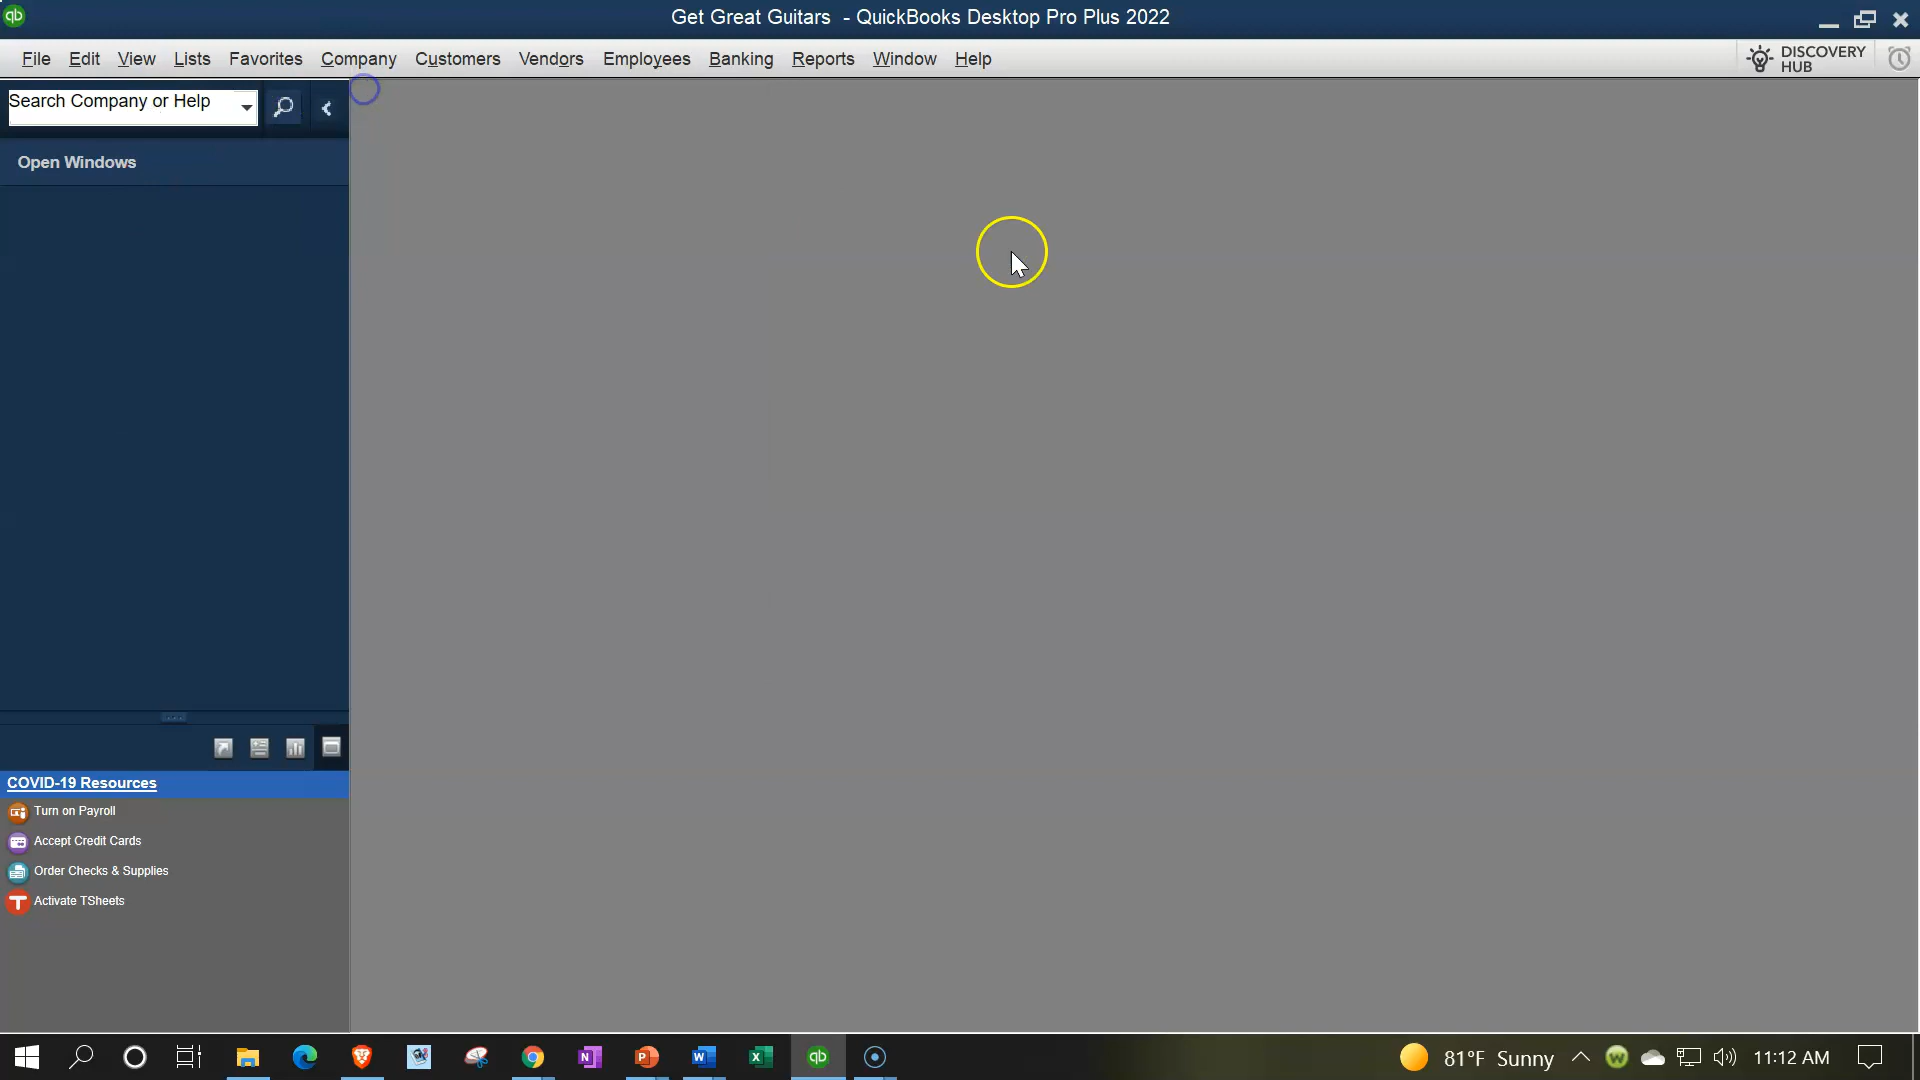 qb
Get Great Guitars - QuickBooks Desktop Pro Plus 2022
File Edit View Lists Favorites Company Customers Vendors Employees Banking Reports Window Help
DISCOVERY
HUB
Search Company or Help
Open Windows
COVID-19 Resources
Turn on Payroll
Accept Credit Cards
Order Checks & Supplies
T Activate TSheets
N P W X qb W 81°F Sunny 11:12 AM